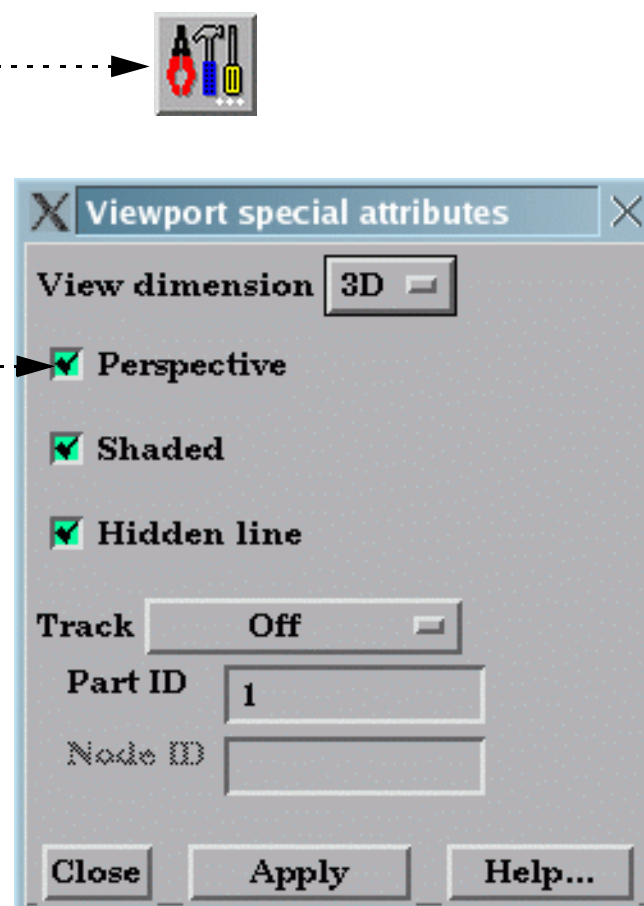 Viewport special attributes
View dimension 3D
Perspective
Shaded
Hidden line
Track Off
Part ID 1
Node ID
Close Apply Help...